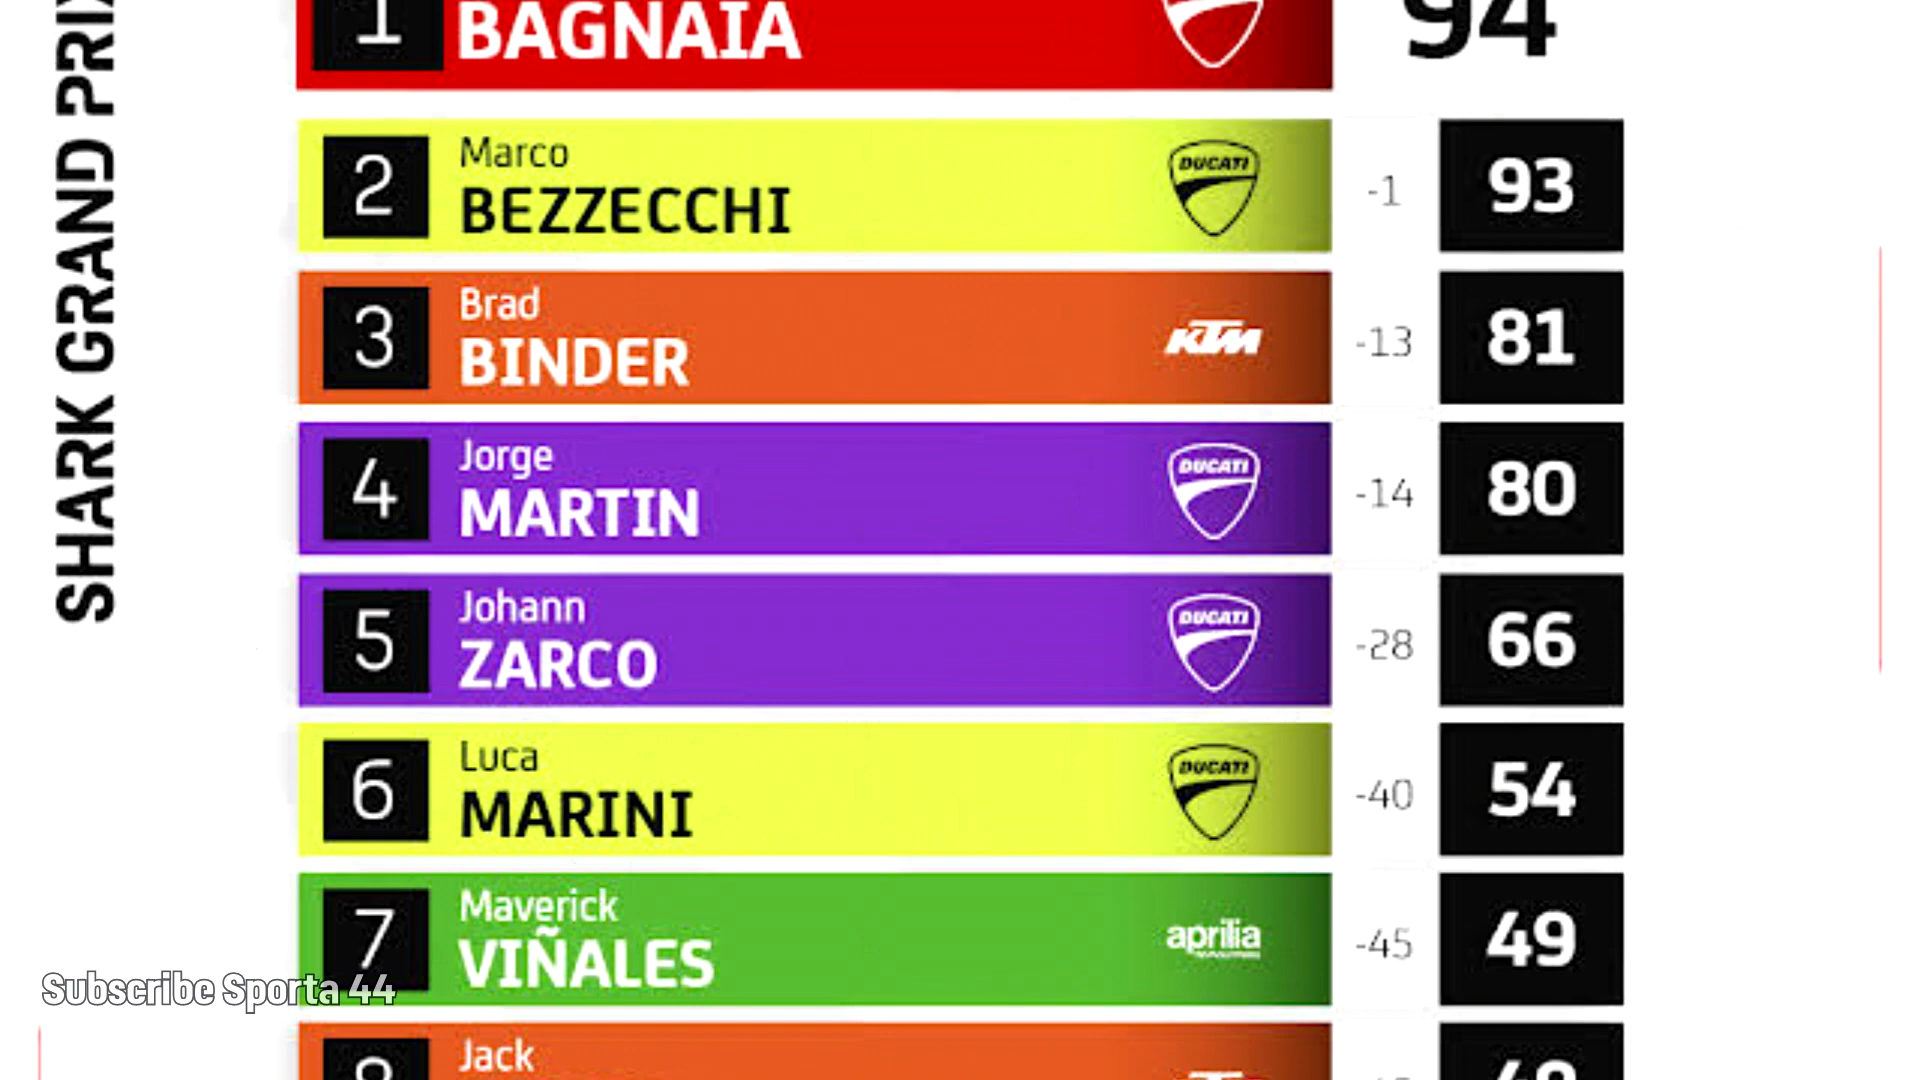 SHARK GRAND PRIX
1 BAGNAIA 94
2 Marco BEZZECCHI DUCATI -1 93
3 Brad BINDER KTM -13 81
4 Jorge MARTIN DUCATI -14 80
5 Johann ZARCO DUCATI -28 66
6 Luca MARINI DUCATI -40 54
7 Maverick VIÑALES aprilia -45 49
Subscribe Sporta 44
Jack